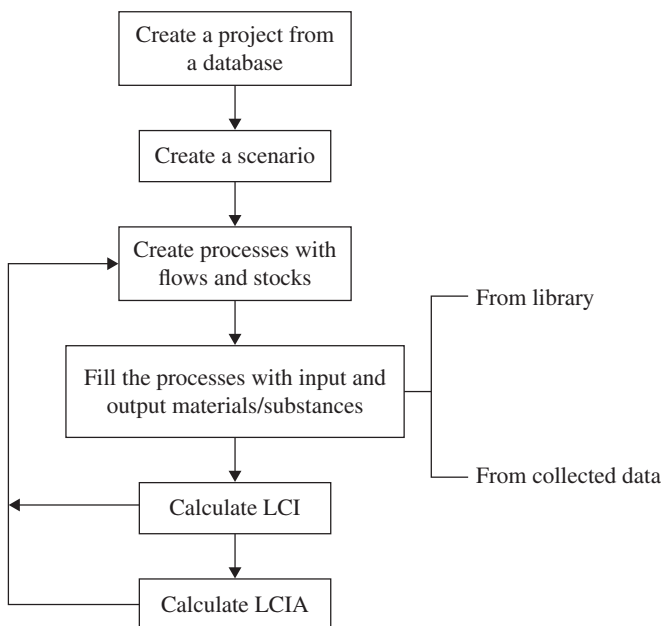 Create a project from
a database
Create a scenario
Create processes with
flows and stocks
From library
Fill the processes with input and
output materials/substances
From collected data
Calculate LCI
Calculate LCIA